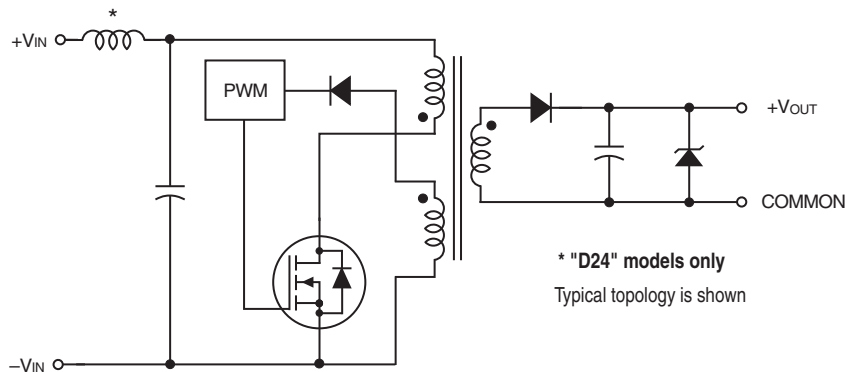 *
+VIN
PWM
+VOUT
COMMON
* "D24" models only
Typical topology is shown
–VIN